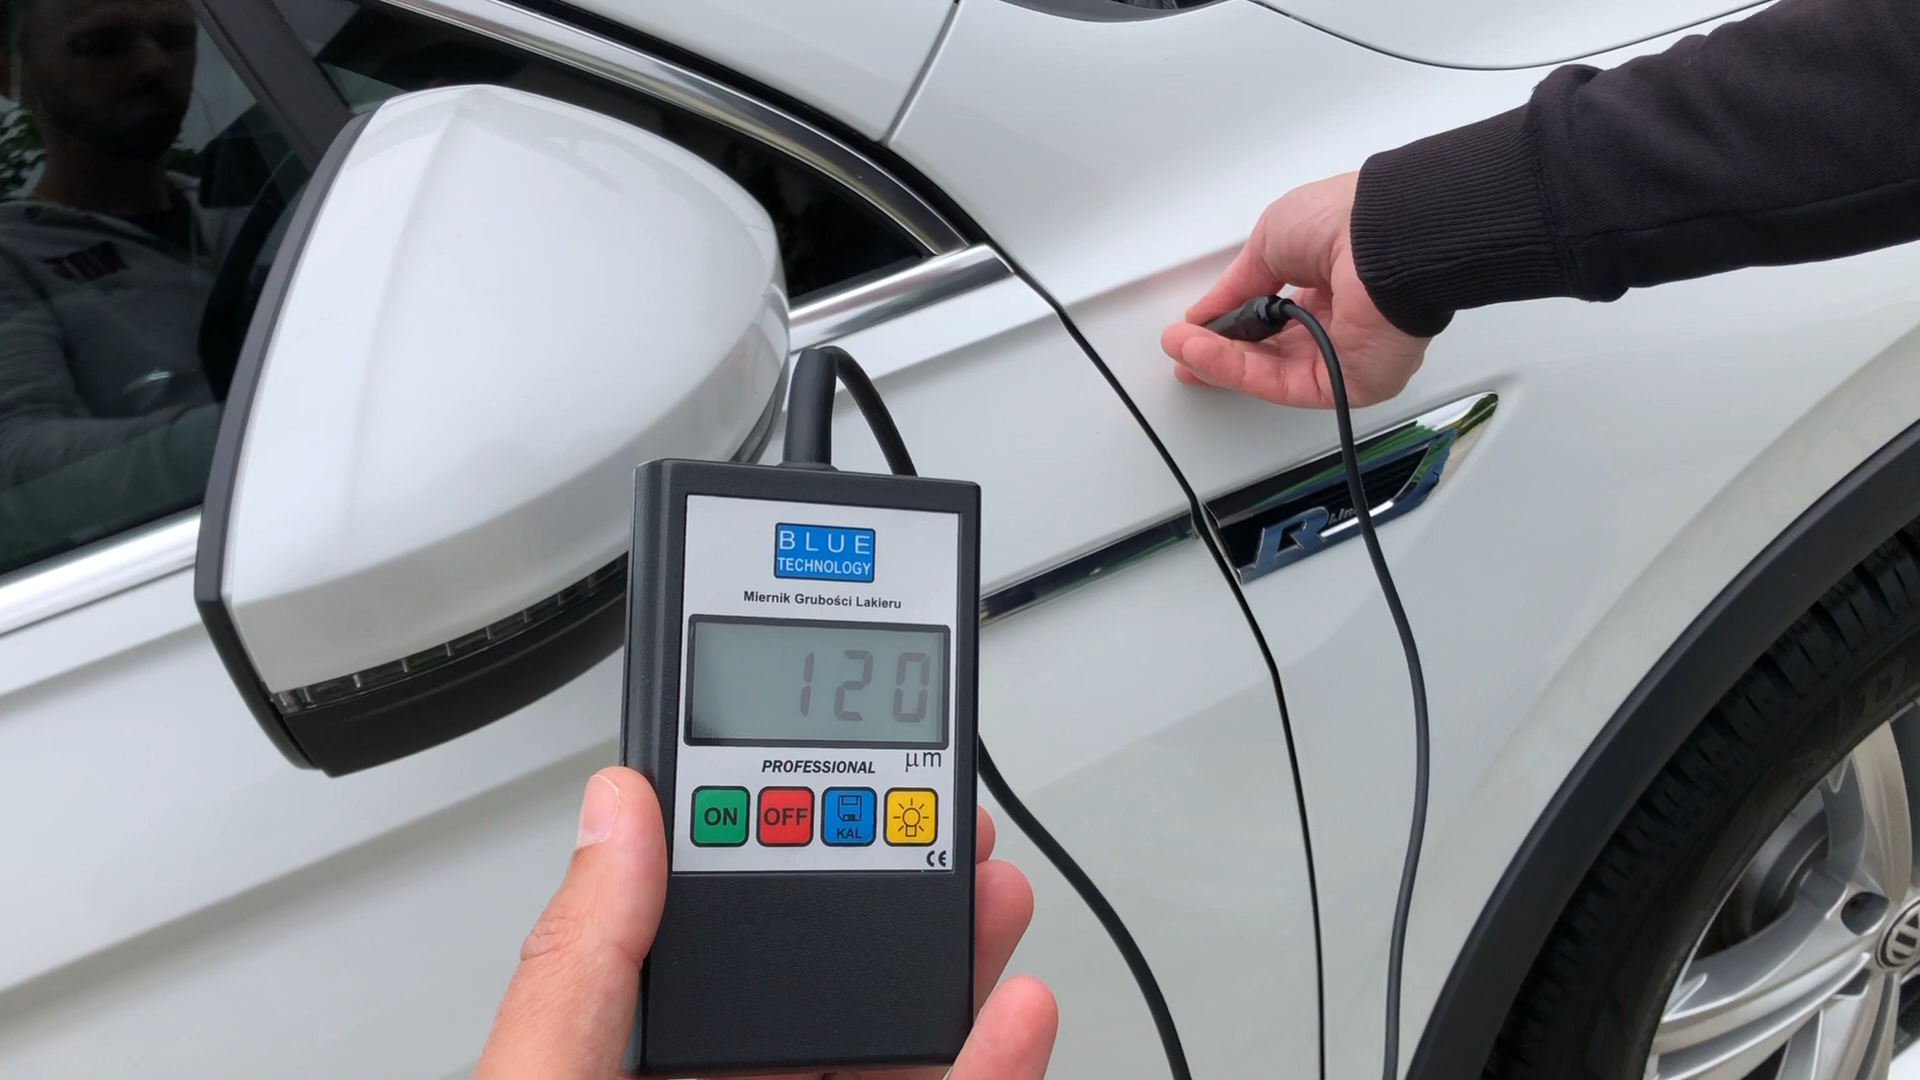 BLUE
TECHNOLOGY
Miernik Grubości Lakieru
120
µm
PROFESSIONAL
ON
OFF
KAL
CE
R